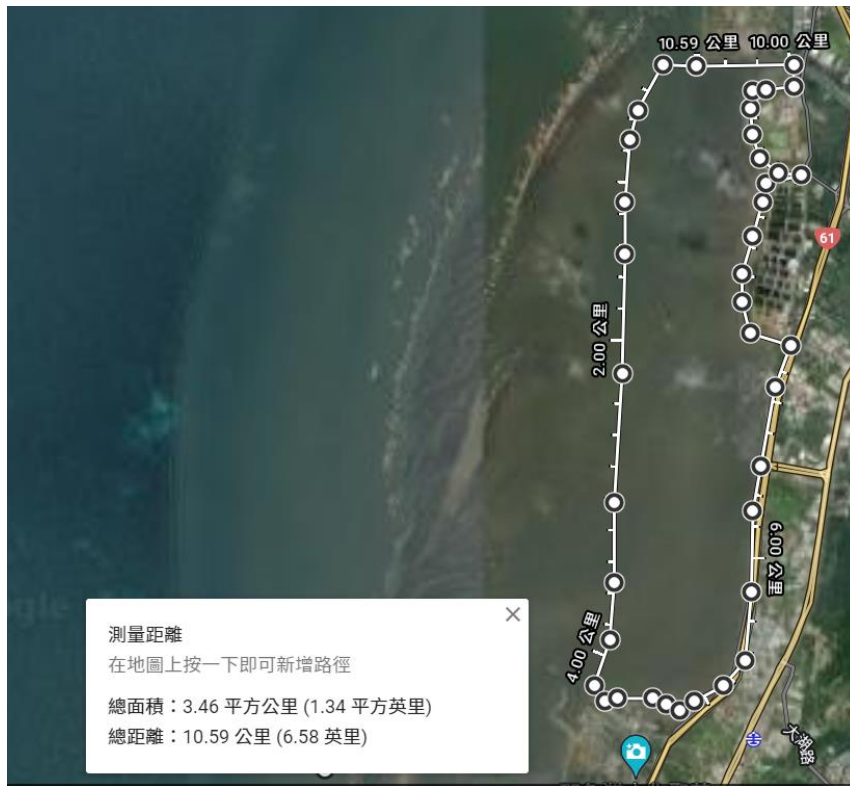 10.59 公里
10.00 公里
61
2.00 公里
6.00 公里
4.00 公里
測量距離
在地圖上按一下即可新增路徑
總面積：3.46 平方公里 (1.34 平方英里)
總距離：10.59 公里 (6.58 英里)
大湖路